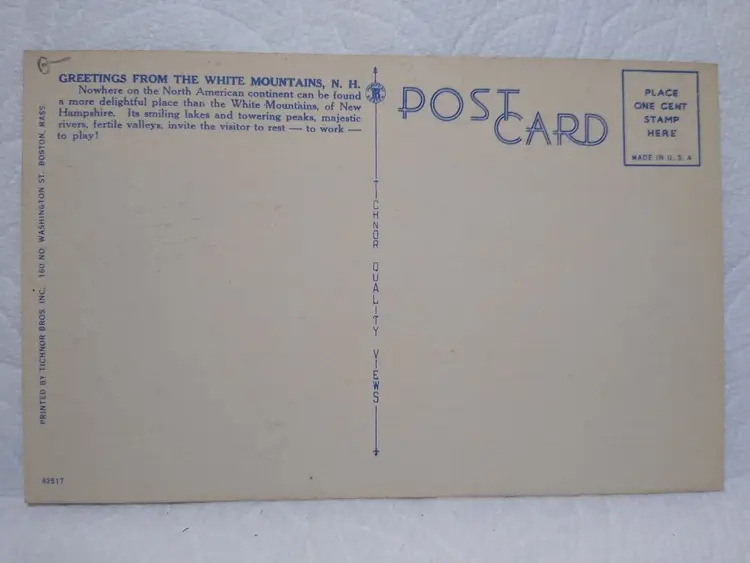 GREETINGS FROM THE WHITE MOUNTAINS, N. H.
Nowhere on the North American continent can be found
a more delightful place than the White Mountains, of New
Hampshire. Its smiling lakes and towering peaks, majestic
rivers, fertile valleys, invite the visitor to rest — to work —
to play!
PRINTED BY TICHNOR BROS. INC. 160 NO. WASHINGTON ST. BOSTON, MASS
82517
TICHNOR QUALITY VIEWS
POST
CARD
PLACE
ONE CENT
STAMP
HERE
MADE IN U. S. A